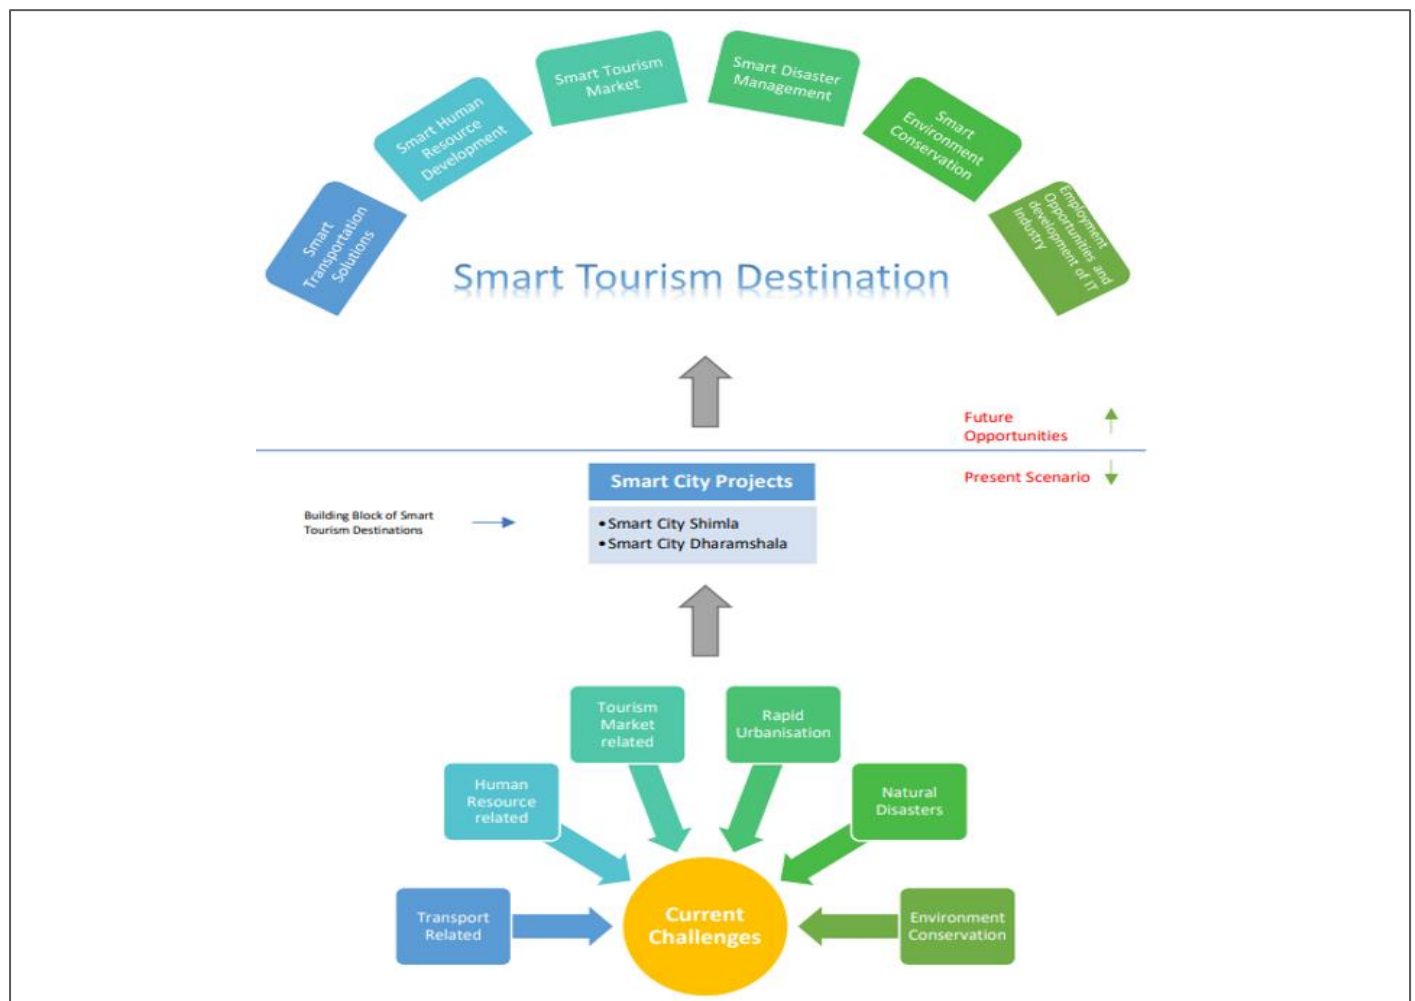 Smart
Transportation
Solutions
Smart Human
Resource
Development
Smart Tourism
Market
Smart Disaster
Management
Smart
Environment
Conservation
Employment
Opportunities and
development of IT
Industry
Smart Tourism Destination
Future
Opportunities
Present Scenario
Smart City Projects
Building Block of Smart
Tourism Destinations
•Smart City Shimla
•Smart City Dharamshala
Tourism
Market
related
Rapid
Urbanisation
Human
Resource
related
Natural
Disasters
Transport
Related
Current
Challenges
Environment
Conservation